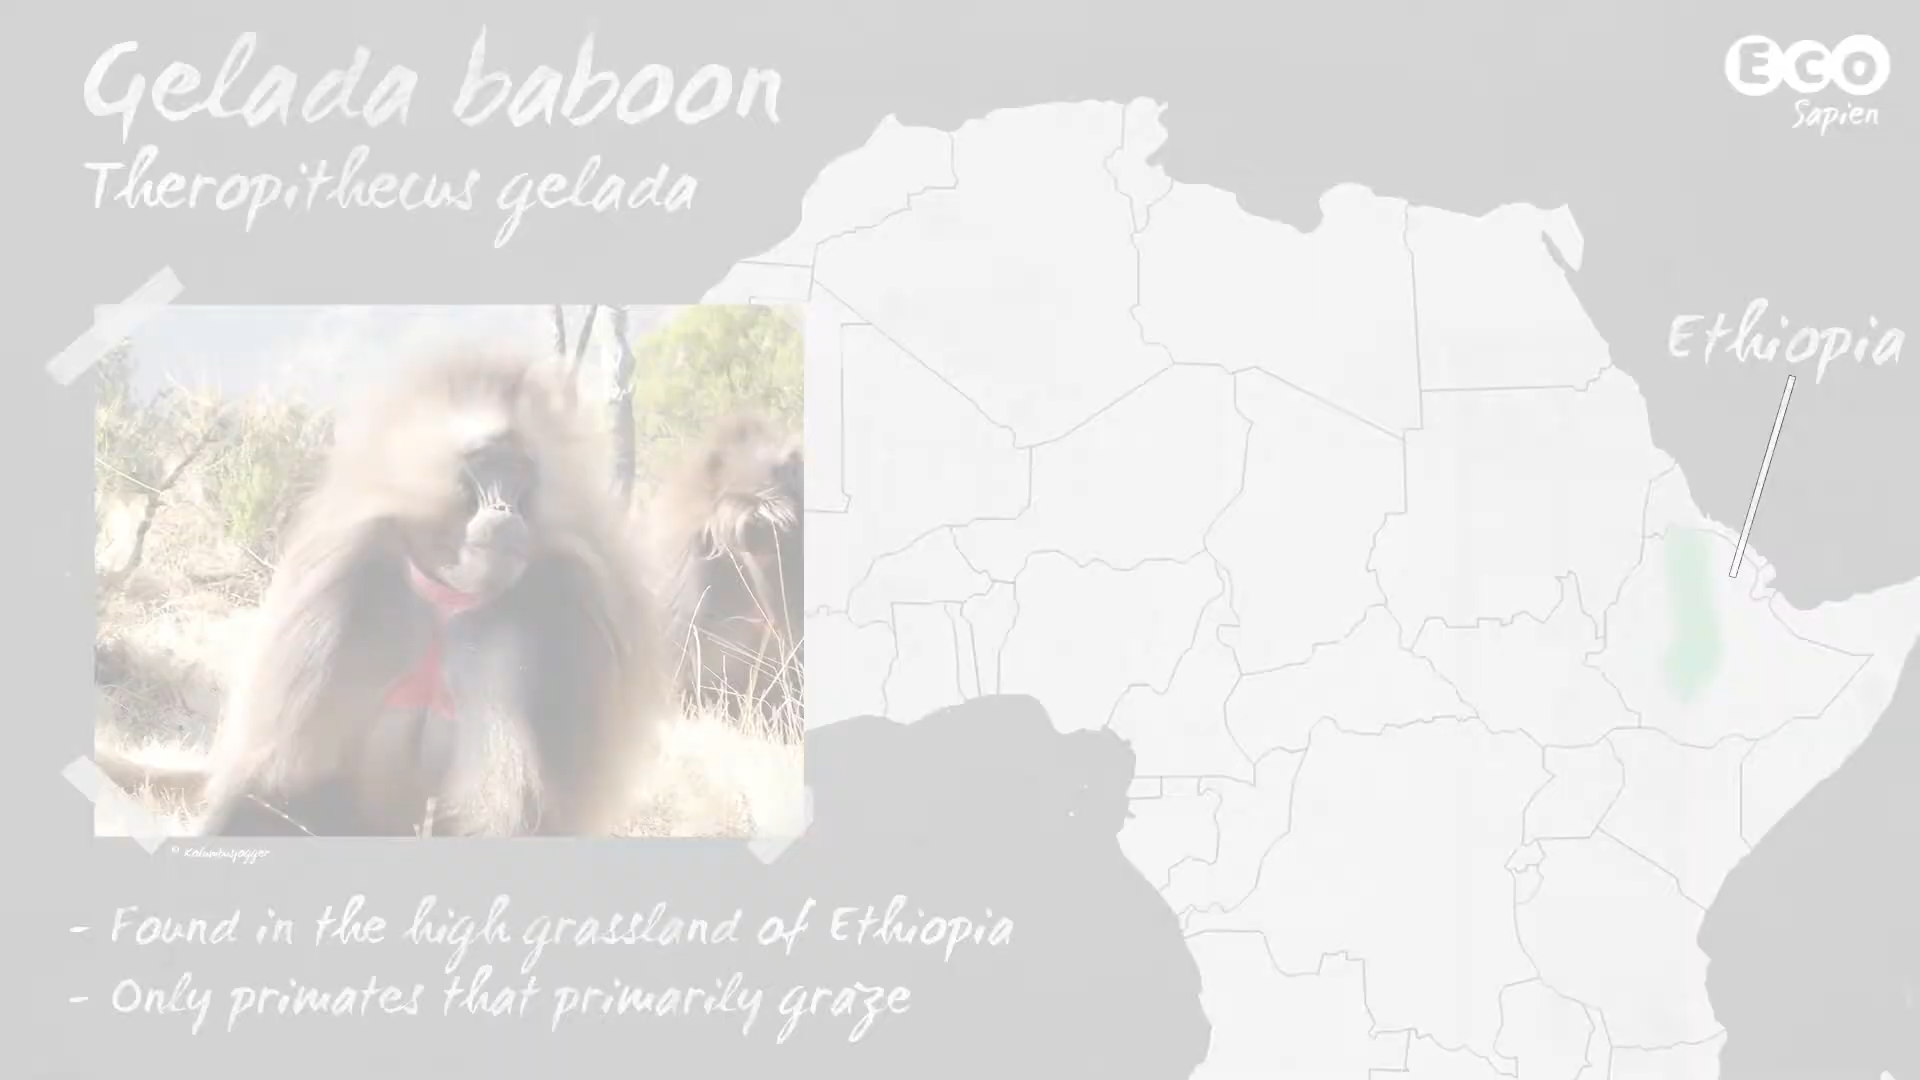 Gelada baboon
Theropithecus gelada
ECO
Sapien
Ethiopia
© Kolumbusjogger
- Found in the high grassland of Ethiopia
- Only primates that primarily graze